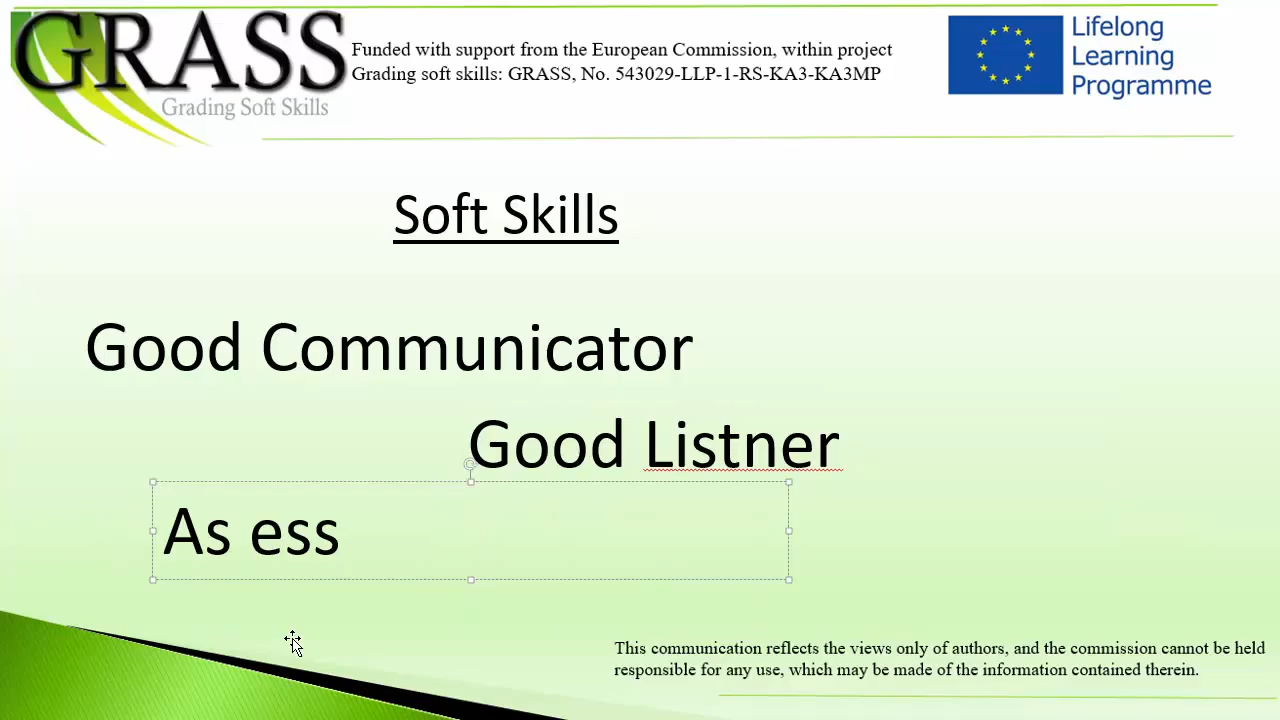 GRASS
Grading Soft Skills
Funded with support from the European Commission, within project
Grading soft skills: GRASS, No. 543029-LLP-1-RS-KA3-KA3MP
Lifelong
Learning
Programme
Soft Skills
Good Communicator
Good Listner
As ess
This communication reflects the views only of authors, and the commission cannot be held
responsible for any use, which may be made of the information contained therein.